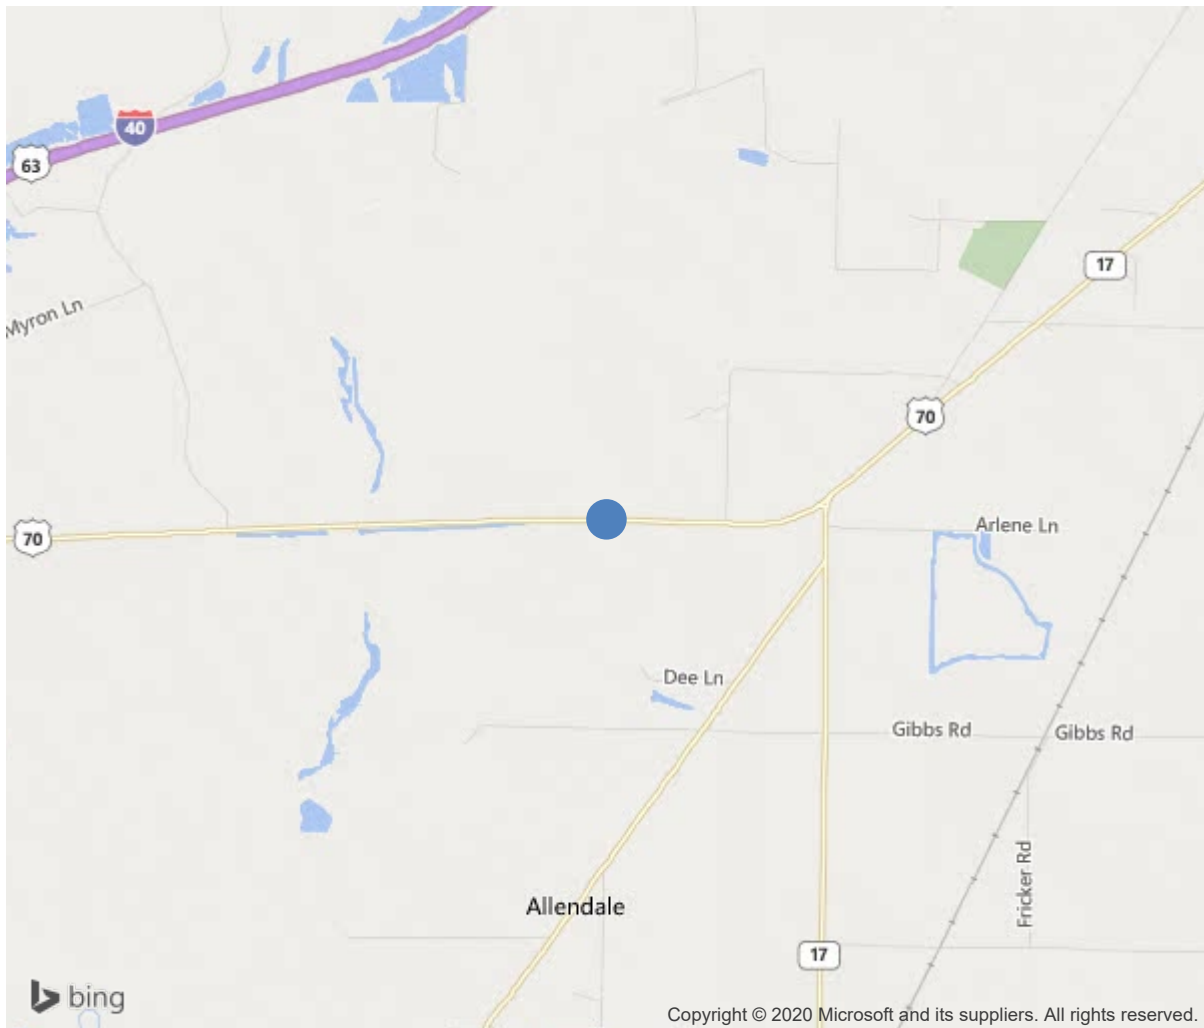 40
63
17
Myron Ln
70
70
Arlene Ln
Dee Ln
Gibbs Rd
Gibbs Rd
Fricker Rd
Allendale
17
bing
Copyright © 2020 Microsoft and its suppliers. All rights reserved.